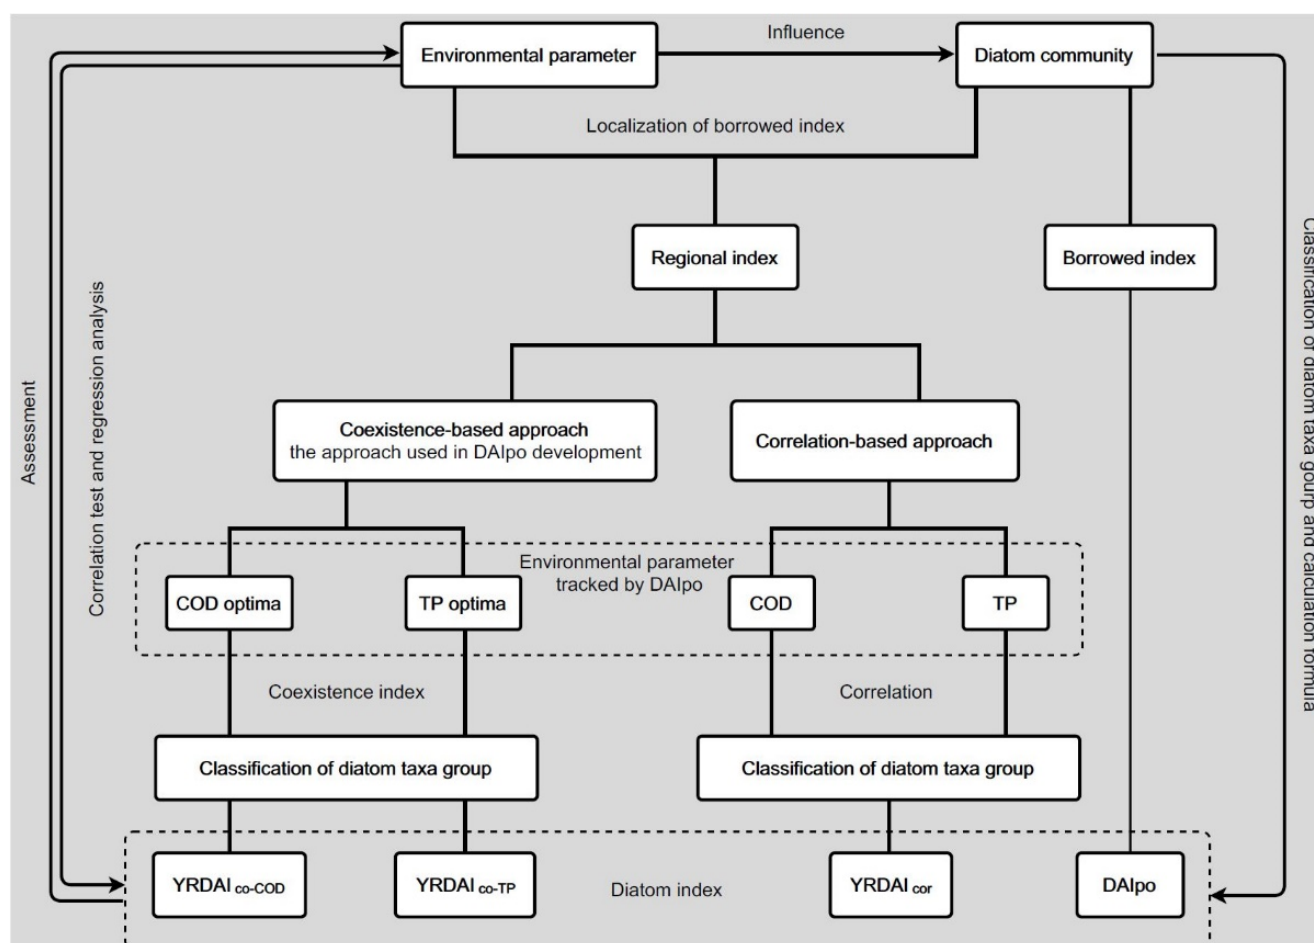 Influence
Environmental parameter
Diatom community
Localization of borrowed index
Regional index
Borrowed index
Assessment
Correlation test and regression analysis
Classification of diatom taxa gourp and calculation formula
Coexistence-based approach
the approach used in DAIpo development
Correlation-based approach
Environmental parameter
tracked by DAIpo
COD optima
TP optima
COD
TP
Coexistence index
Correlation
Classification of diatom taxa group
Classification of diatom taxa group
YRDAI co-COD
YRDAI co-TP
Diatom index
YRDAI cor
DAIpo